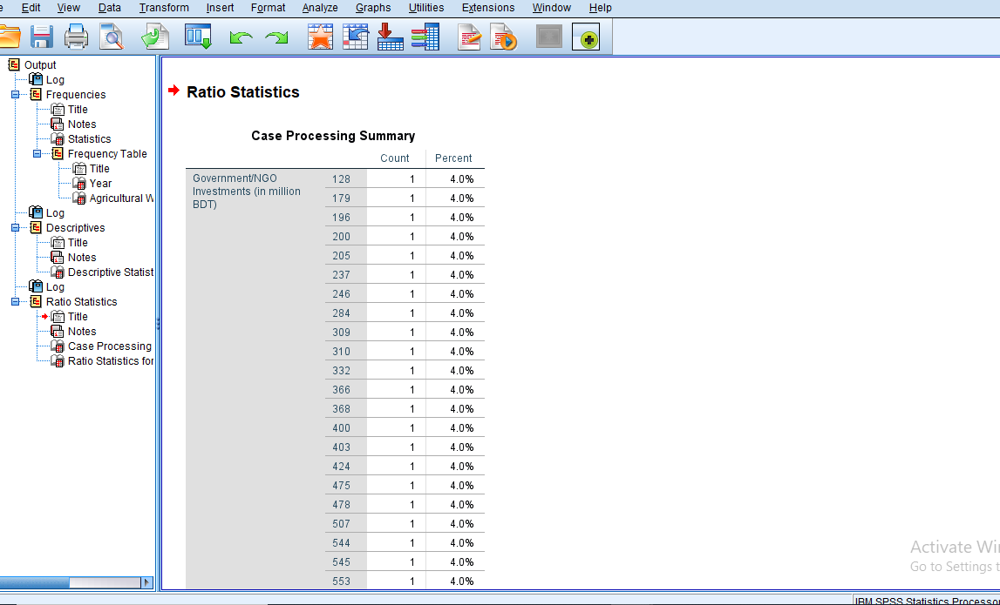 Edit View Data Transform Insert Format Analyze Graphs Utilities Extensions Window Help
Output
Log
Frequencies
Title
Notes
Statistics
Frequency Table
Title
Year
Agricultural W
Log
Descriptives
Title
Notes
Descriptive Statist
Log
Ratio Statistics
Title
Notes
Case Processing
Ratio Statistics for
Ratio Statistics
Case Processing Summary
Count Percent
Government/NGO
Investments (in million
BDT)
128 1 4.0%
179 1 4.0%
196 1 4.0%
200 1 4.0%
205 1 4.0%
237 1 4.0%
246 1 4.0%
284 1 4.0%
309 1 4.0%
310 1 4.0%
332 1 4.0%
366 1 4.0%
368 1 4.0%
400 1 4.0%
403 1 4.0%
424 1 4.0%
475 1 4.0%
478 1 4.0%
507 1 4.0%
544 1 4.0%
545 1 4.0%
553 1 4.0%
Activate Wi
Go to Settings t
IBM SPSS Statistics Processor